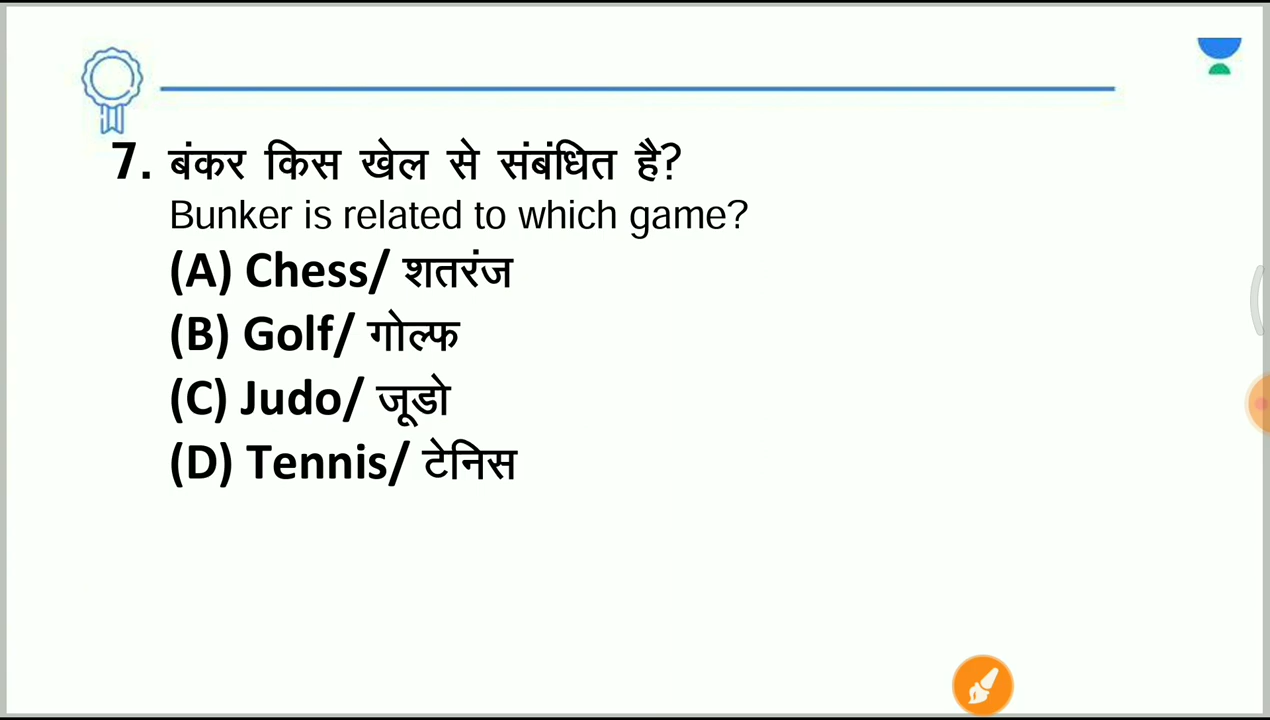 7. बंकर किस खेल से संबंधित है?
Bunker is related to which game?
(A) Chess/ शतरंज
(B) Golf/ गोल्फ
(C) Judo/ जूडो
(D) Tennis/ टेनिस